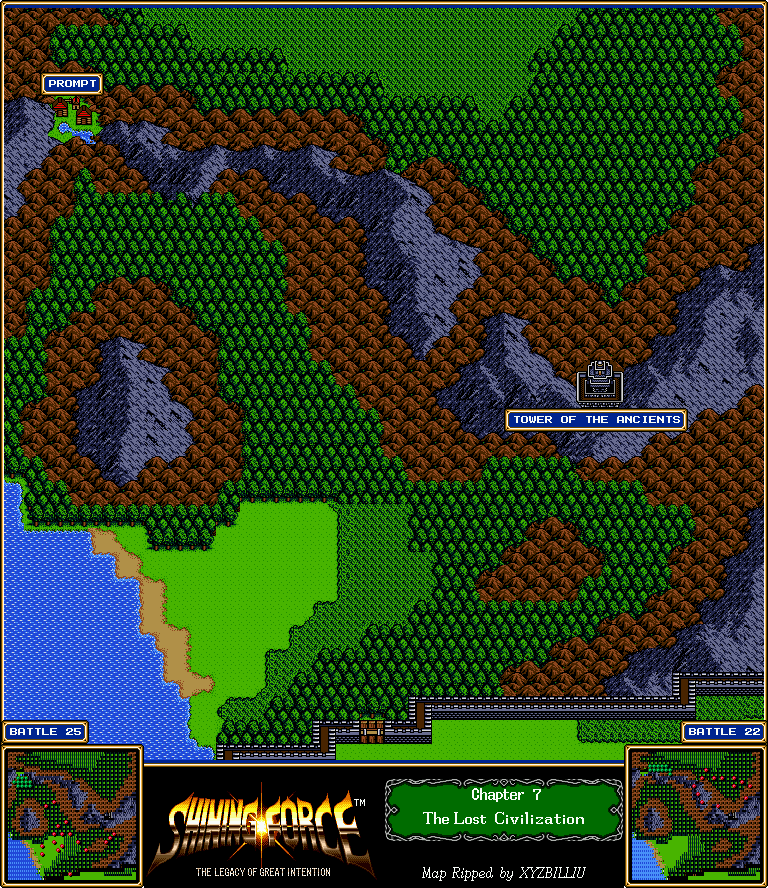 PROMPT
TOWER OF THE ANCIENTS
BATTLE 25
BATTLE 22
SHINING FORCE™
THE LEGACY OF GREAT INTENTION
Chapter 7
The Lost Civilization
Map Ripped by XYZBILLIU